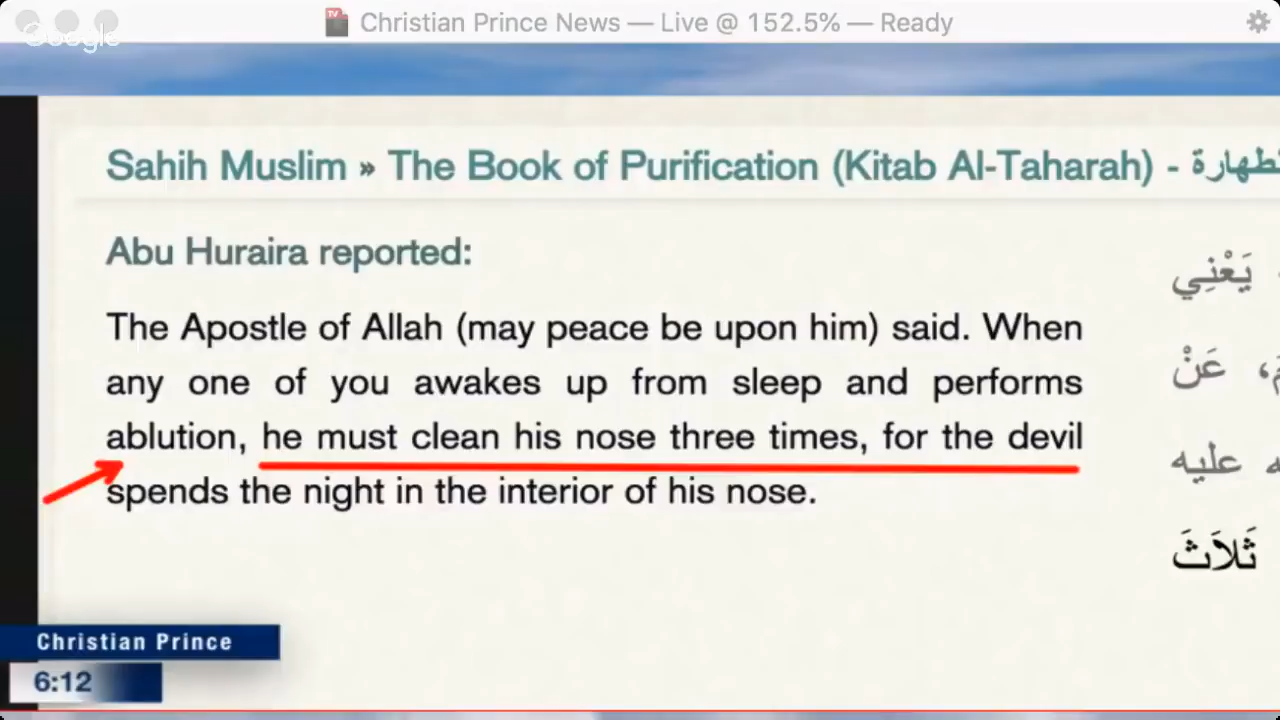 Christian Prince News — Live @ 152.5% — Ready
Google
Sahih Muslim » The Book of Purification (Kitab Al-Taharah) -
Abu Huraira reported:
يَعْنِي
The Apostle of Allah (may peace be upon him) said. When
any one of you awakes up from sleep and performs
عَنْ
ablution, he must clean his nose three times, for the devil
عليه
spends the night in the interior of his nose.
ثَلاَثَ
Christian Prince
6:12